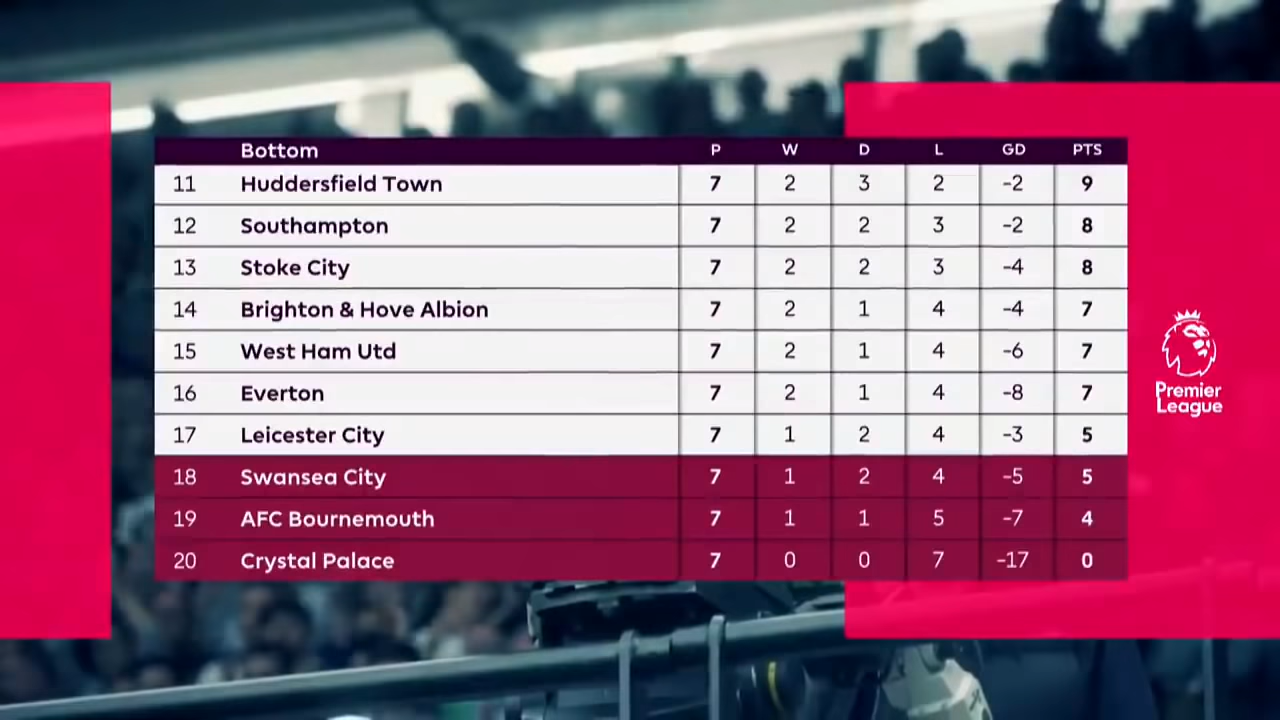 Bottom P W D L GD PTS
11 Huddersfield Town 7 2 3 2 -2 9
12 Southampton 7 2 2 3 -2 8
13 Stoke City 7 2 2 3 -4 8
14 Brighton & Hove Albion 7 2 1 4 -4 7
15 West Ham Utd 7 2 1 4 -6 7
16 Everton 7 2 1 4 -8 7
17 Leicester City 7 1 2 4 -3 5
18 Swansea City 7 1 2 4 -5 5
19 AFC Bournemouth 7 1 1 5 -7 4
20 Crystal Palace 7 0 0 7 -17 0
Premier
League